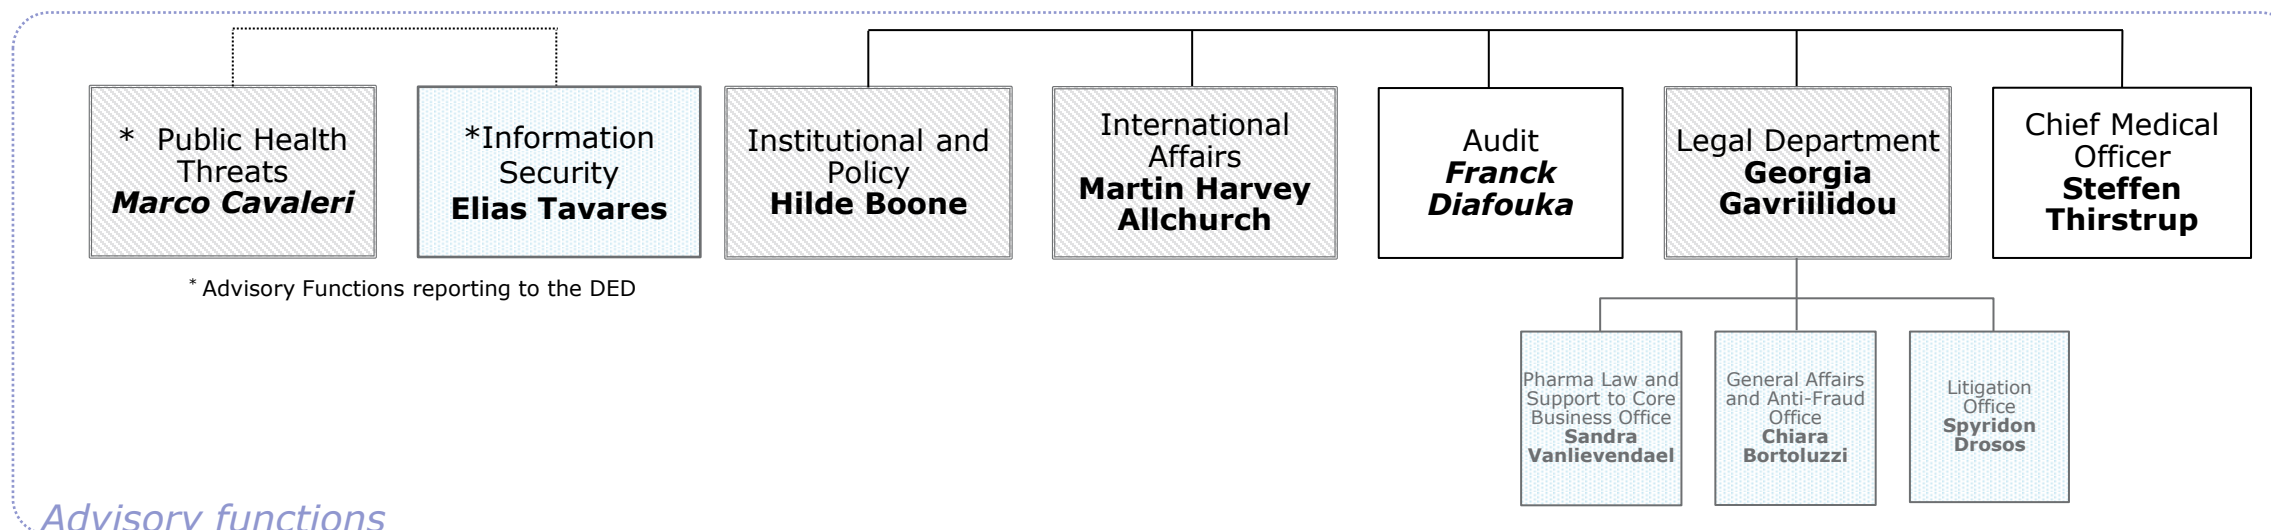 * Public Health
Threats
Marco Cavaleri
*Information
Security
Elias Tavares
Institutional and
Policy
Hilde Boone
International
Affairs
Martin Harvey
Allchurch
Audit
Franck
Diafouka
Legal Department
Georgia
Gavriilidou
Chief Medical
Officer
Steffen
Thirstrup
* Advisory Functions reporting to the DED
Pharma Law and
Support to Core
Business Office
Sandra
Vanlievendael
General Affairs
and Anti-Fraud
Office
Chiara
Bortoluzzi
Litigation
Office
Spyridon
Drosos
Advisory functions